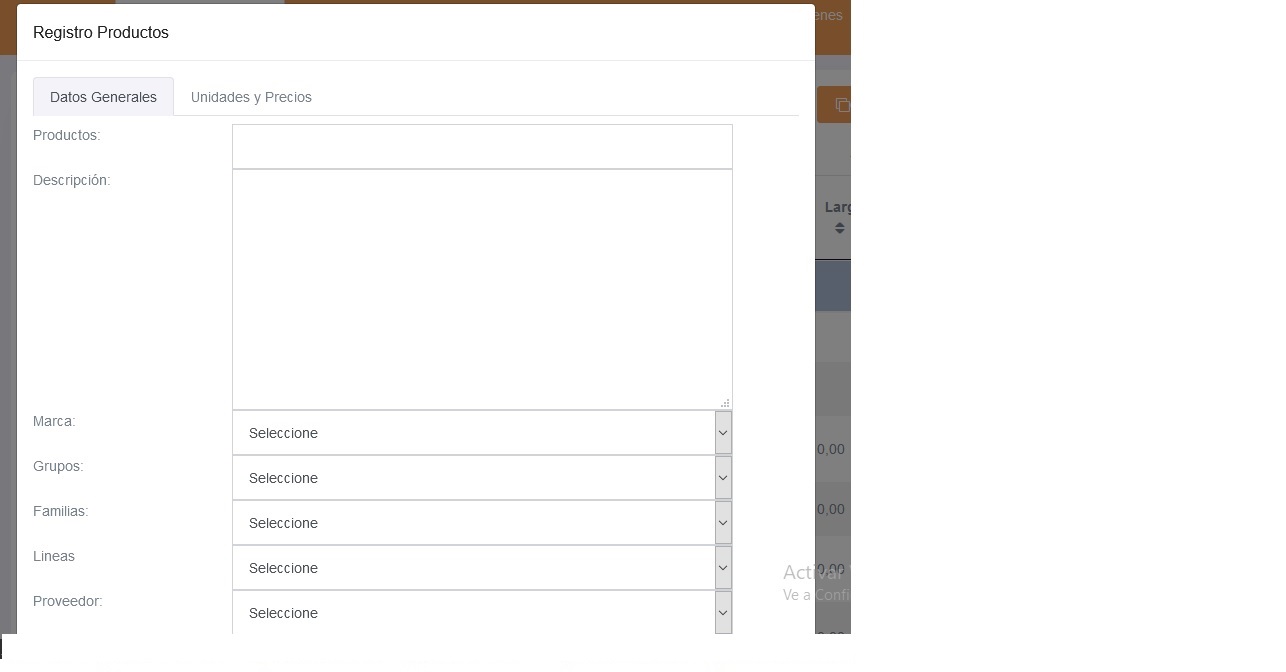 Registro Productos
enes
Datos Generales
Unidades y Precios
Productos:
Descripción:
Larg
Marca:
Seleccione
Grupos:
Seleccione
0,00
Familias:
Seleccione
0,00
Lineas
Seleccione
0,00
Activar
Proveedor:
Seleccione
Ve a Confi